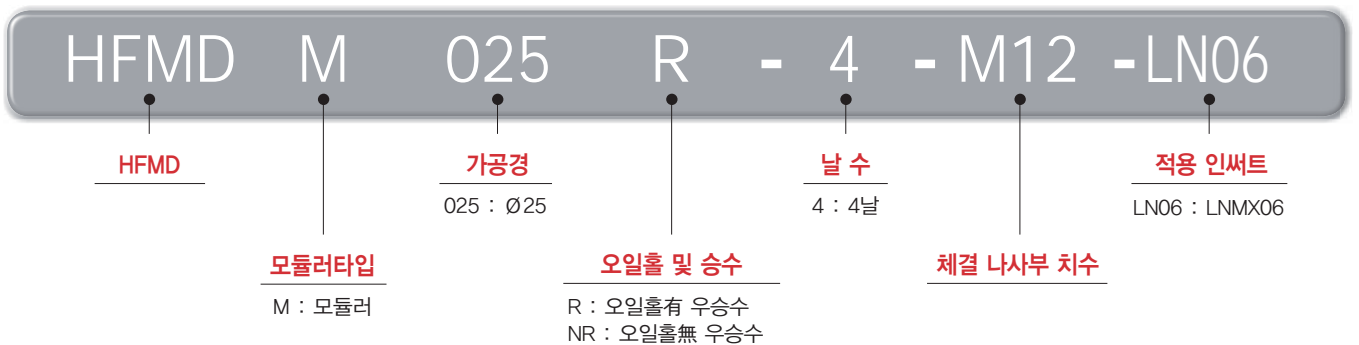 HFMD M 025 R - 4 - M12 - LN06
HFMD
가공경
025 : Ø25
날 수
4 : 4날
적용 인써트
LN06 : LNMX06
모듈러타입
M : 모듈러
오일홀 및 승수
R : 오일홀有 우승수
NR : 오일홀無 우승수
체결 나사부 치수